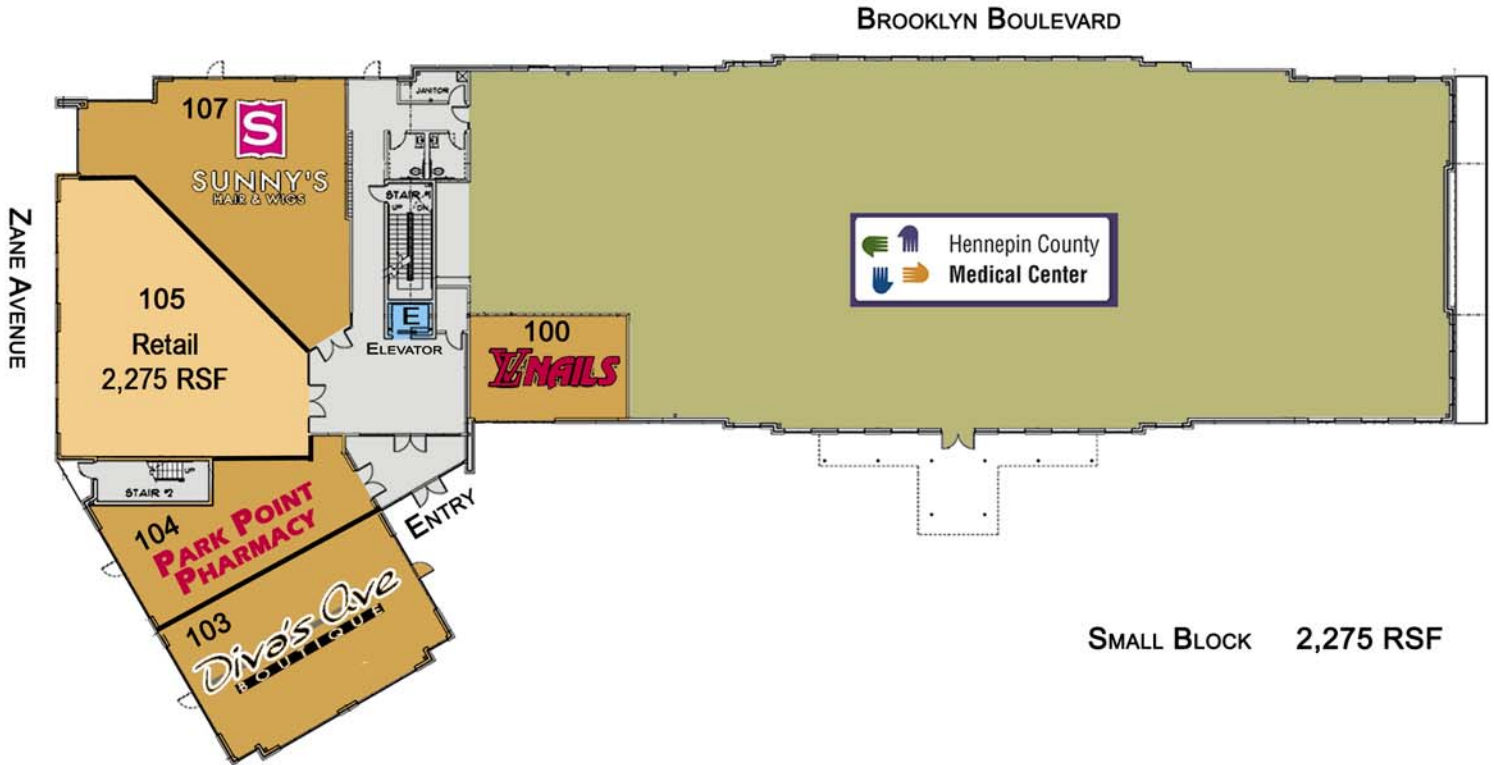 BROOKLYN BOULEVARD
ZANE AVENUE
107
S
SUNNY'S
HAIR & WIGS
JANITOR
STAIR #1
UP DN
E
ELEVATOR
105
Retail
2,275 RSF
100
VL NAILS
Hennepin County
Medical Center
UP
STAIR #2
ENTRY
104
PARK POINT
PHARMACY
103
Diva's Ave
BOUTIQUE
SMALL BLOCK 2,275 RSF